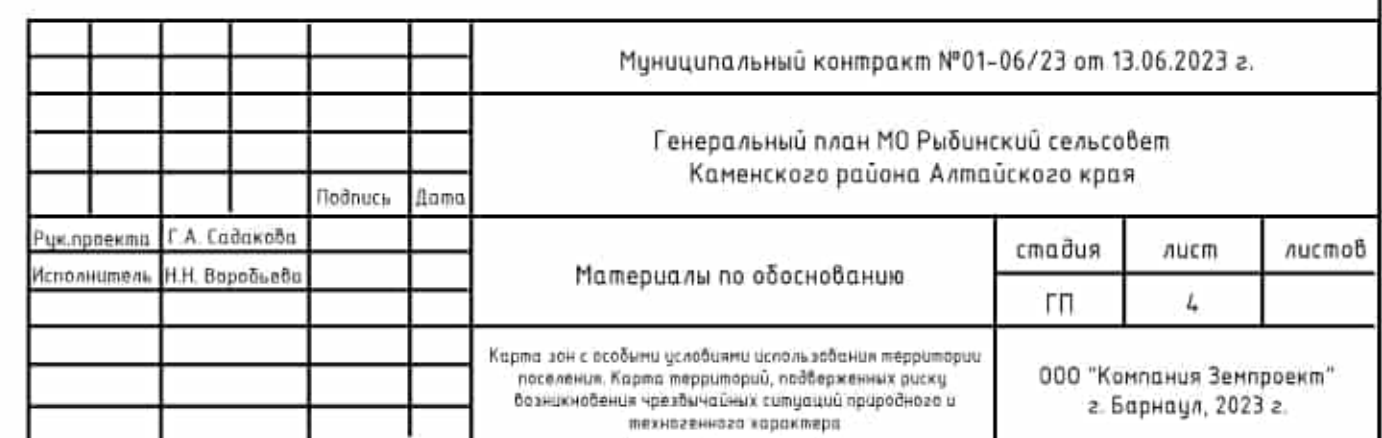 Муниципальный контракт №01-06/23 от 13.06.2023 г.
Генеральный план МО Рыбинский сельсовет
Каменского района Алтайского края
Подпись Дата
Рук.проекта Г.А. Садакова
Исполнитель Н.Н. Воробьева
Материалы по обоснованию
стадия лист листов
ГП 4
Карта зон с особыми условиями использования территории
поселения. Карта территорий, подверженных риску
возникновения чрезвычайных ситуаций природного и
техногенного характера
ООО "Компания Земпроект"
г. Барнаул, 2023 г.